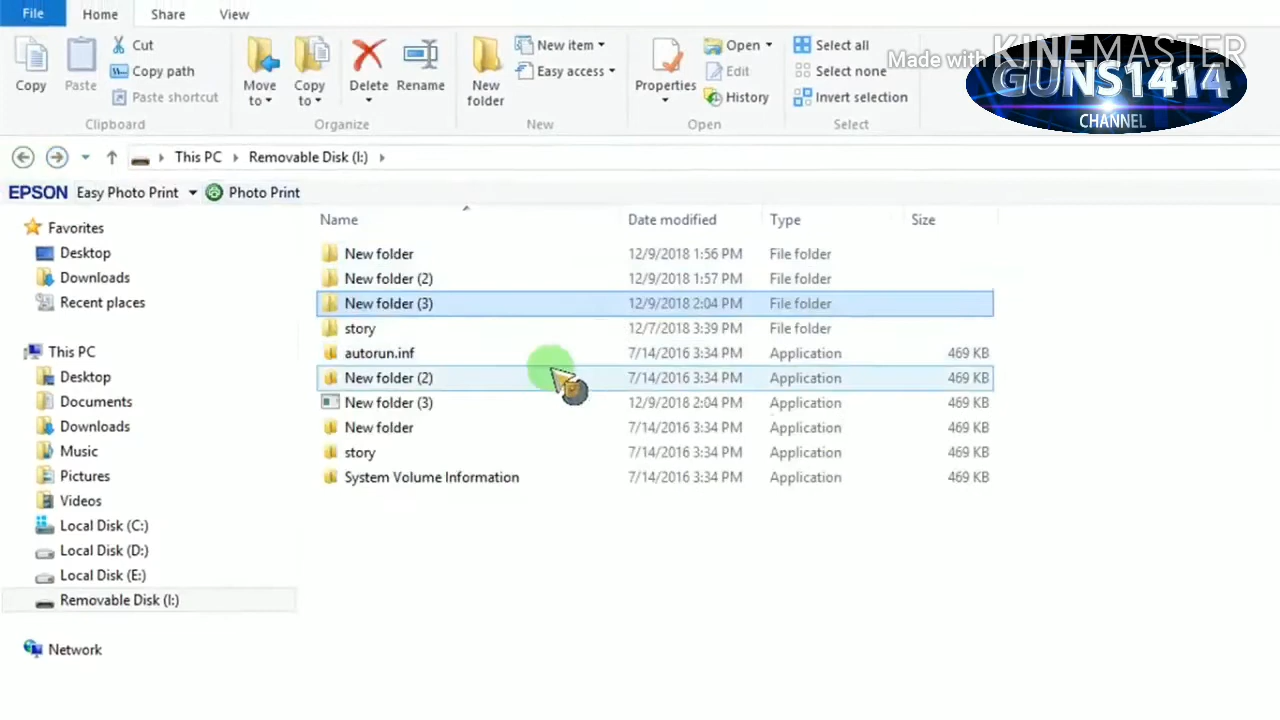 File Home Share View
Cut
Copy path
Paste shortcut
Copy Paste
Move to Copy to Delete Rename
New folder
New item
Easy access
Properties
Open
Edit
History
Select all
Select none
Invert selection
Clipboard Organize New Open Select
Made with KINEMASTER
GUNS1414
CHANNEL
This PC Removable Disk (I:)
EPSON Easy Photo Print Photo Print
Favorites
Desktop
Downloads
Recent places
This PC
Desktop
Documents
Downloads
Music
Pictures
Videos
Local Disk (C:)
Local Disk (D:)
Local Disk (E:)
Removable Disk (I:)
Network
Name Date modified Type Size
New folder 12/9/2018 1:56 PM File folder
New folder (2) 12/9/2018 1:57 PM File folder
New folder (3) 12/9/2018 2:04 PM File folder
story 12/7/2018 3:39 PM File folder
autorun.inf 7/14/2016 3:34 PM Application 469 KB
New folder (2) 7/14/2016 3:34 PM Application 469 KB
New folder (3) 12/9/2018 2:04 PM Application 469 KB
New folder 7/14/2016 3:34 PM Application 469 KB
story 7/14/2016 3:34 PM Application 469 KB
System Volume Information 7/14/2016 3:34 PM Application 469 KB